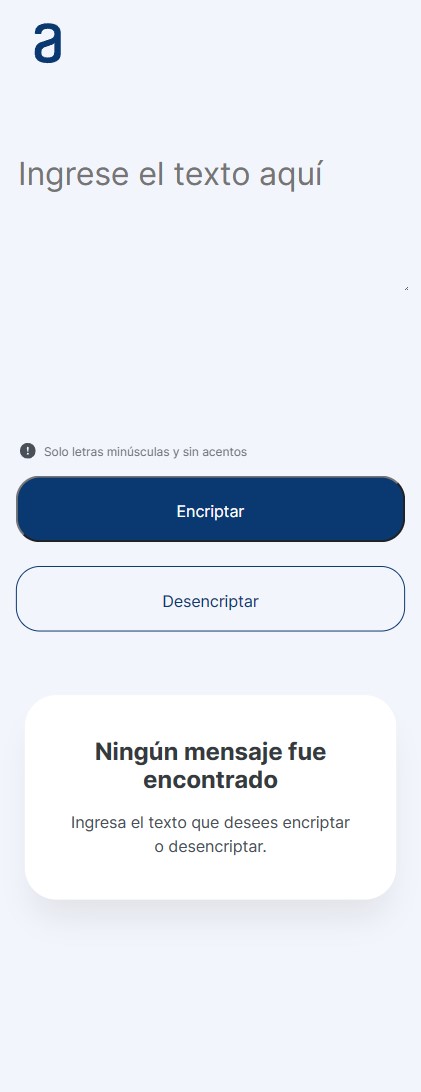 a
Ingrese el texto aquí
Solo letras minúsculas y sin acentos
Encriptar
Desencriptar
Ningún mensaje fue
encontrado
Ingresa el texto que desees encriptar
o desencriptar.